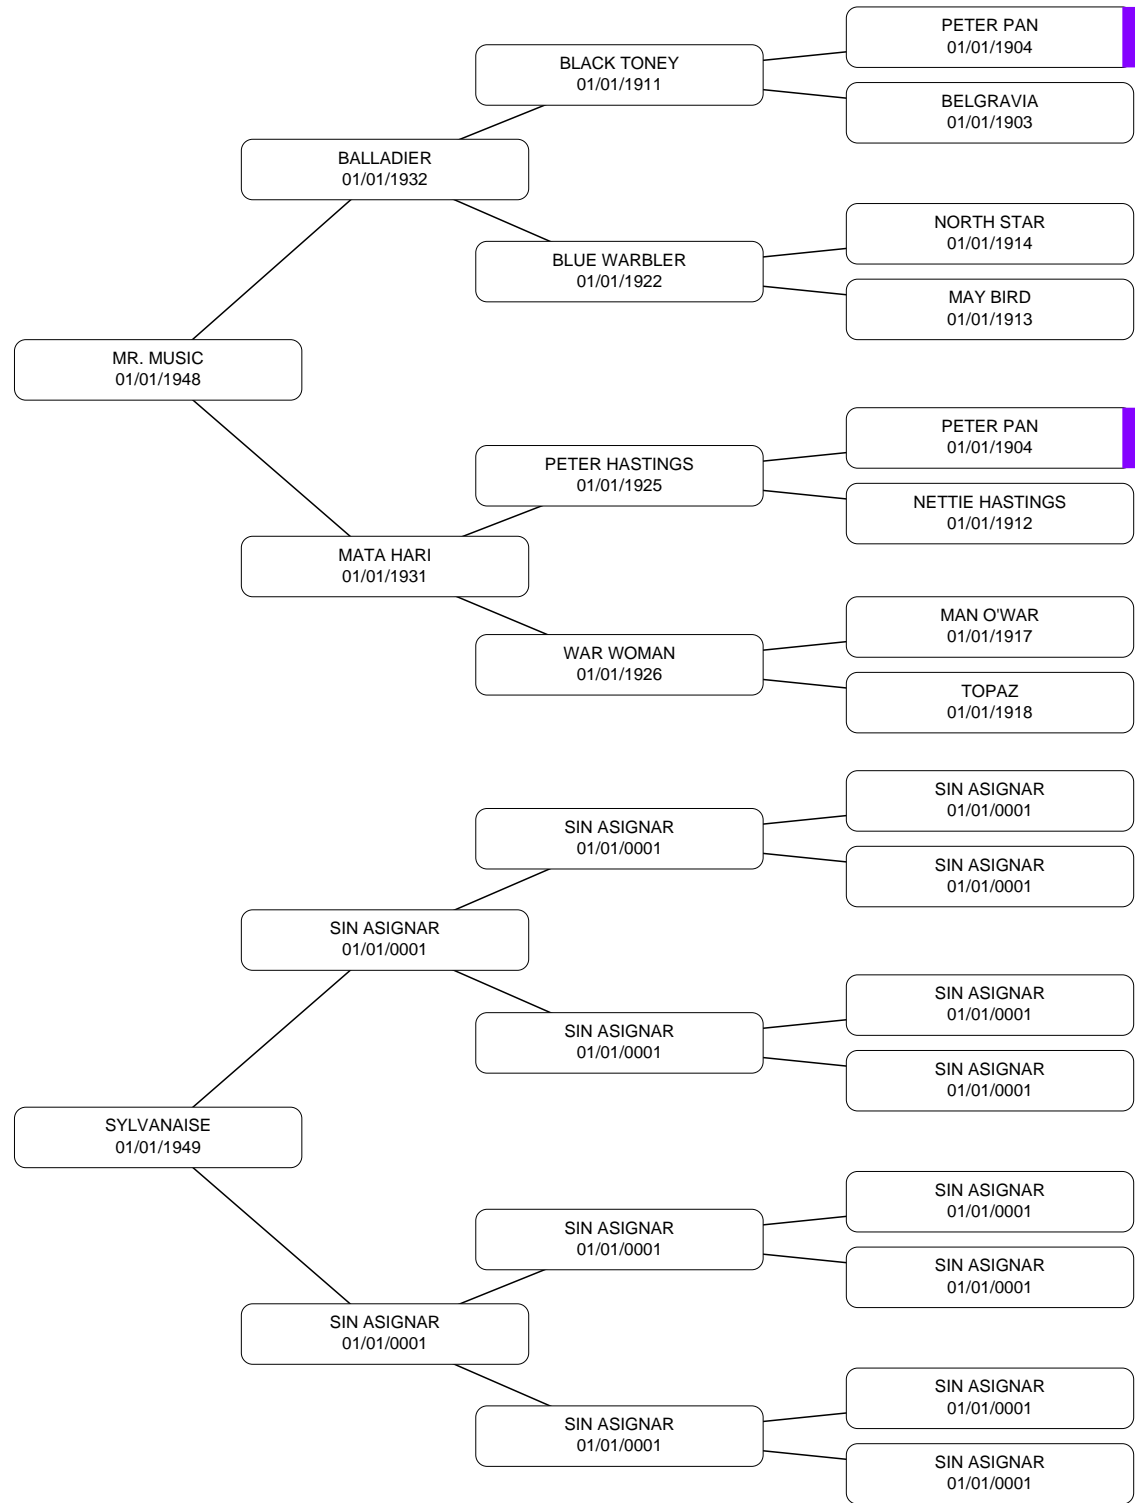 PETER PAN
01/01/1904
BLACK TONEY
01/01/1911
BELGRAVIA
01/01/1903
BALLADIER
01/01/1932
NORTH STAR
01/01/1914
BLUE WARBLER
01/01/1922
MAY BIRD
01/01/1913
MR. MUSIC
01/01/1948
PETER PAN
01/01/1904
PETER HASTINGS
01/01/1925
NETTIE HASTINGS
01/01/1912
MATA HARI
01/01/1931
MAN O'WAR
01/01/1917
WAR WOMAN
01/01/1926
TOPAZ
01/01/1918
SIN ASIGNAR
01/01/0001
SIN ASIGNAR
01/01/0001
SIN ASIGNAR
01/01/0001
SIN ASIGNAR
01/01/0001
SIN ASIGNAR
01/01/0001
SIN ASIGNAR
01/01/0001
SIN ASIGNAR
01/01/0001
SYLVANAISE
01/01/1949
SIN ASIGNAR
01/01/0001
SIN ASIGNAR
01/01/0001
SIN ASIGNAR
01/01/0001
SIN ASIGNAR
01/01/0001
SIN ASIGNAR
01/01/0001
SIN ASIGNAR
01/01/0001
SIN ASIGNAR
01/01/0001